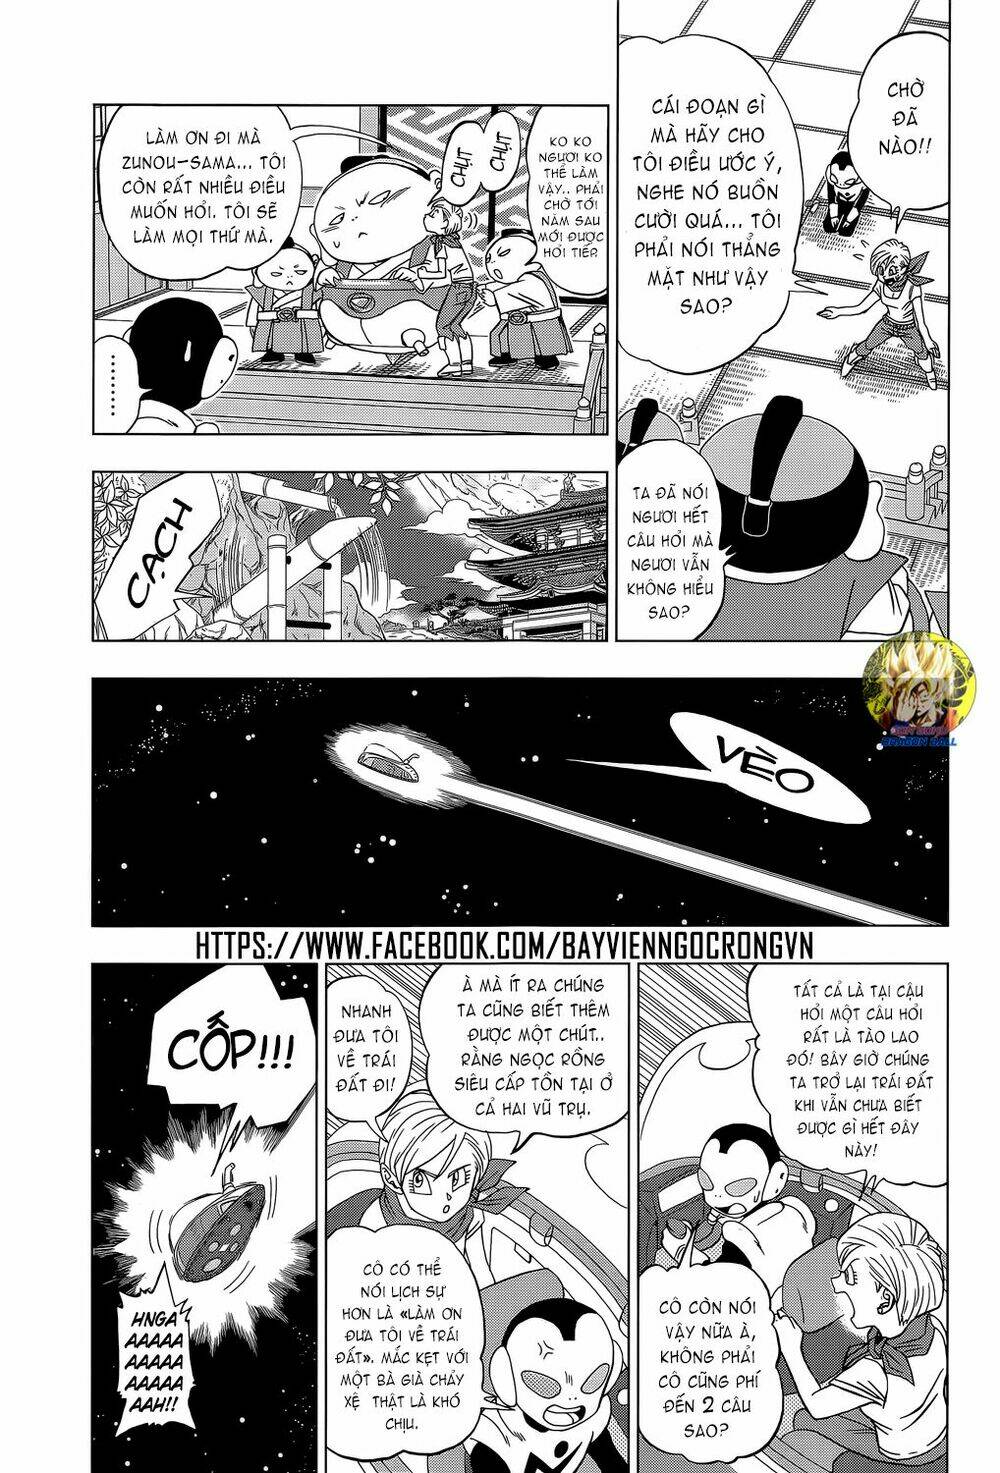 CHỜ
ĐÃ
NÀO!!
CÁI ĐOẠN GÌ
MÀ HÃY CHO
TÔI ĐIỀU ƯỚC Ý,
NGHE NÓ BUỒN
CƯỜI QUÁ... TÔI
PHẢI NÓI THẲNG
MẶT NHƯ VẬY
SAO?
TA ĐÃ NÓI
NGƯƠI HẾT
CÂU HỎI MÀ
NGƯƠI VẪN
KHÔNG HIỂU
SAO?
KO KO
NGƯƠI KO
THỂ LÀM
VẬY.. PHẢI
CHỜ TỚI
NĂM SAU
MỚI ĐƯỢC
HỎI TIẾP.
CHỤT
CHỤT
LÀM ƠN ĐI MÀ
ZUNOU-SAMA... TÔI
CÒN RẤT NHIỀU ĐIỀU
MUỐN HỎI. TÔI SẼ
LÀM MỌI THỨ MÀ.
CẠCH
VÈO
DRAGON BALL
HTTPS://WWW.FACEBOOK.COM/BAYVIENNGOCRONGVN
TẤT CẢ LÀ TẠI CẬU
HỎI MỘT CÂU HỎI
RẤT LÀ TÀO LAO
ĐÓ! BÂY GIỜ CHÚNG
TA TRỞ LẠI TRÁI ĐẤT
KHI VẪN CHƯA BIẾT
ĐƯỢC GÌ HẾT ĐÂY
NÀY!
CÔ CÒN NÓI
VẬY NỮA À,
KHÔNG PHẢI
CÔ CŨNG PHÍ
ĐẾN 2 CÂU
SAO?
À MÀ ÍT RA CHÚNG
TA CŨNG BIẾT THÊM
ĐƯỢC MỘT CHÚT..
RẰNG NGỌC RỒNG
SIÊU CẤP TỒN TẠI Ở
CẢ HAI VŨ TRỤ.
NHANH
ĐƯA TÔI
VỀ TRÁI
ĐẤT ĐI!
CÔ CÓ THỂ
NÓI LỊCH SỰ
HƠN LÀ «LÀM ƠN
ĐƯA TÔI VỀ TRÁI
ĐẤT». MẮC KẸT VỚI
MỘT BÀ GIÀ CHẢY
XỆ THẬT LÀ KHÓ
CHỊU.
CỐP!!!
HNGA
AAAAA
AAAAA
AAAAA
AAH!!